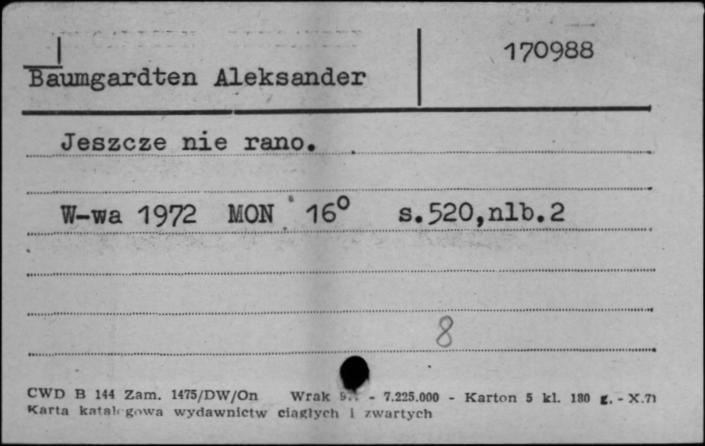 170988
Baumgardten Aleksander
Jeszcze nie rano.
W-wa 1972 MON 16° s.520,nlb.2
8
CWD B 144 Zam. 1475/DW/On Wrak - 7.225.000 - Karton 5 kl. 180 g. - X.71
Karta katalogowa wydawnictw ciągłych i zwartych